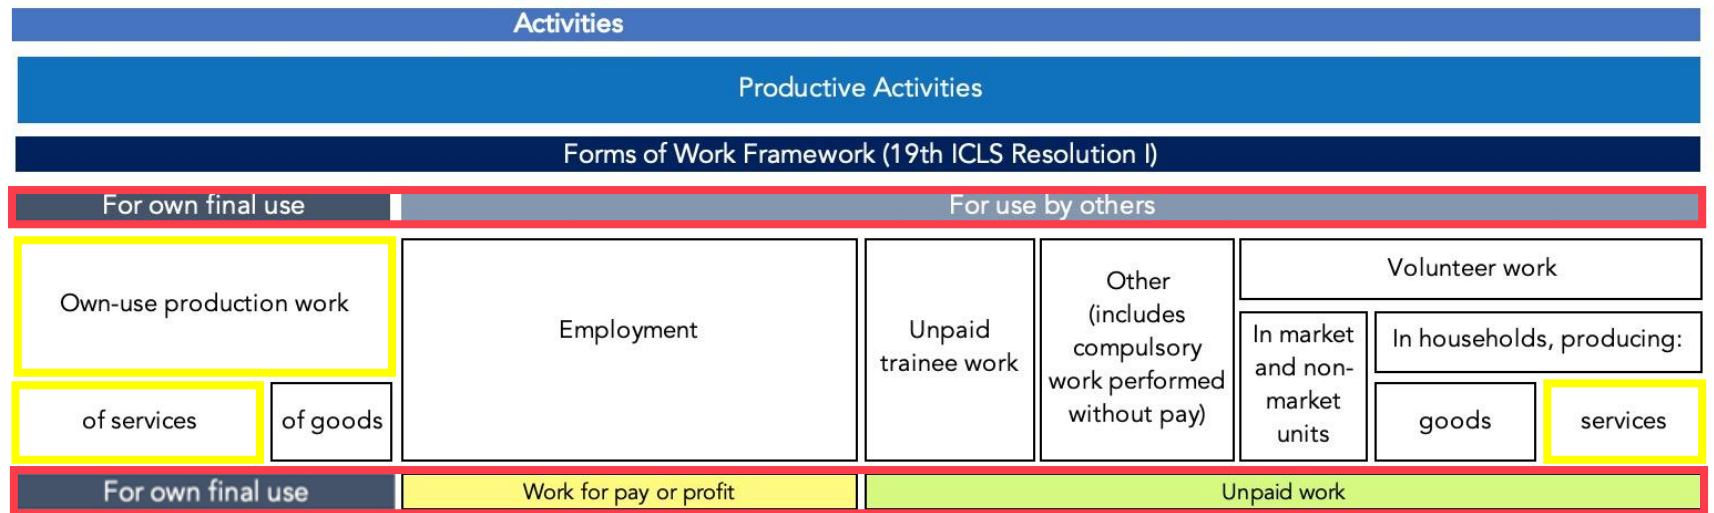 Activities
Productive Activities
Forms of Work Framework (19th ICLS Resolution I)
For own final use
For use by others
Own-use production work
of services
of goods
Employment
Unpaid
trainee work
Other
(includes
compulsory
work performed
without pay)
Volunteer work
In market
and non-
market
units
In households, producing:
goods
services
For own final use
Work for pay or profit
Unpaid work